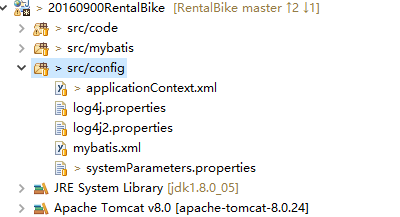 > 20160900RentalBike [RentalBike master ↑2 ↓1]
> src/code
> src/mybatis
> src/config
> applicationContext.xml
log4j.properties
log4j2.properties
mybatis.xml
> systemParameters.properties
JRE System Library [jdk1.8.0_05]
Apache Tomcat v8.0 [apache-tomcat-8.0.24]